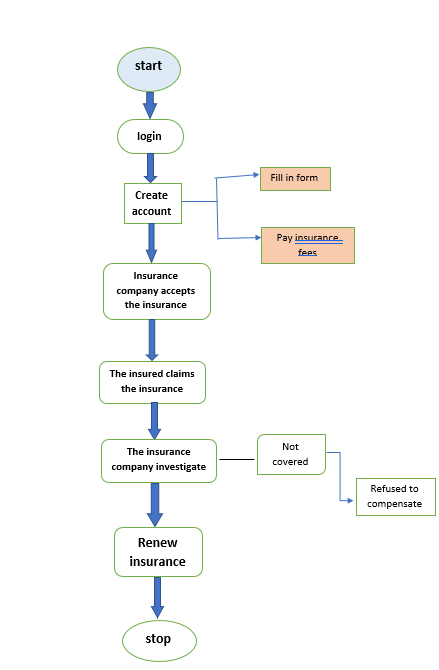 start
login
Create
account
Fill in form
Pay insurance
fees
Insurance
company accepts
the insurance
The insured claims
the insurance
The insurance
company investigate
Not
covered
Refused to
compensate
Renew
insurance
stop